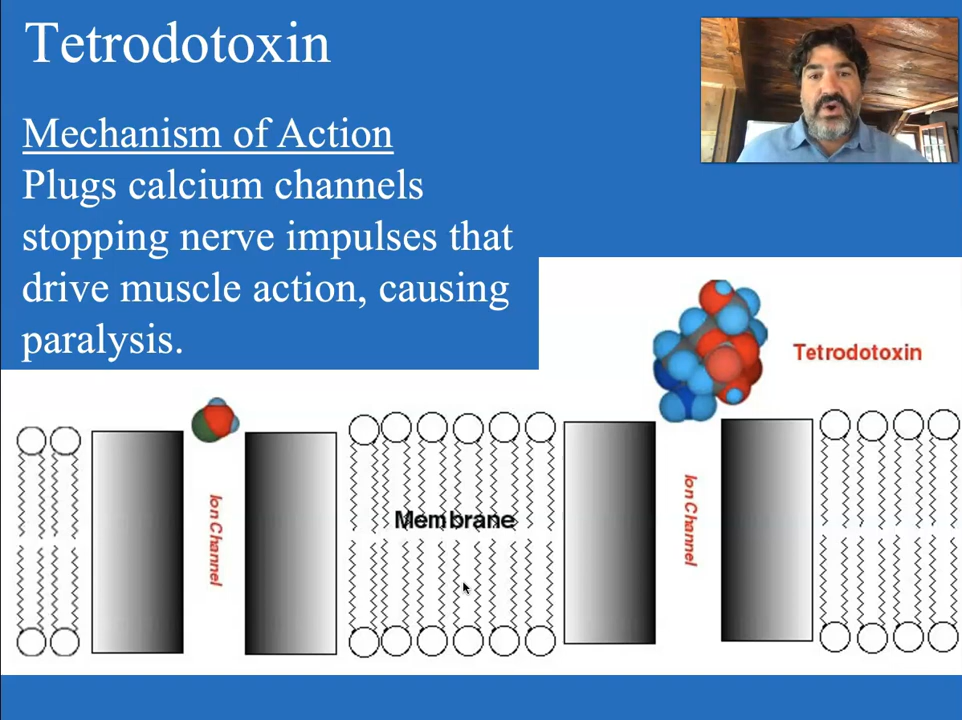 Tetrodotoxin
Mechanism of Action
Plugs calcium channels
stopping nerve impulses that
drive muscle action, causing
paralysis.
Tetrodotoxin
Ion Channel
Membrane
Ion Channel